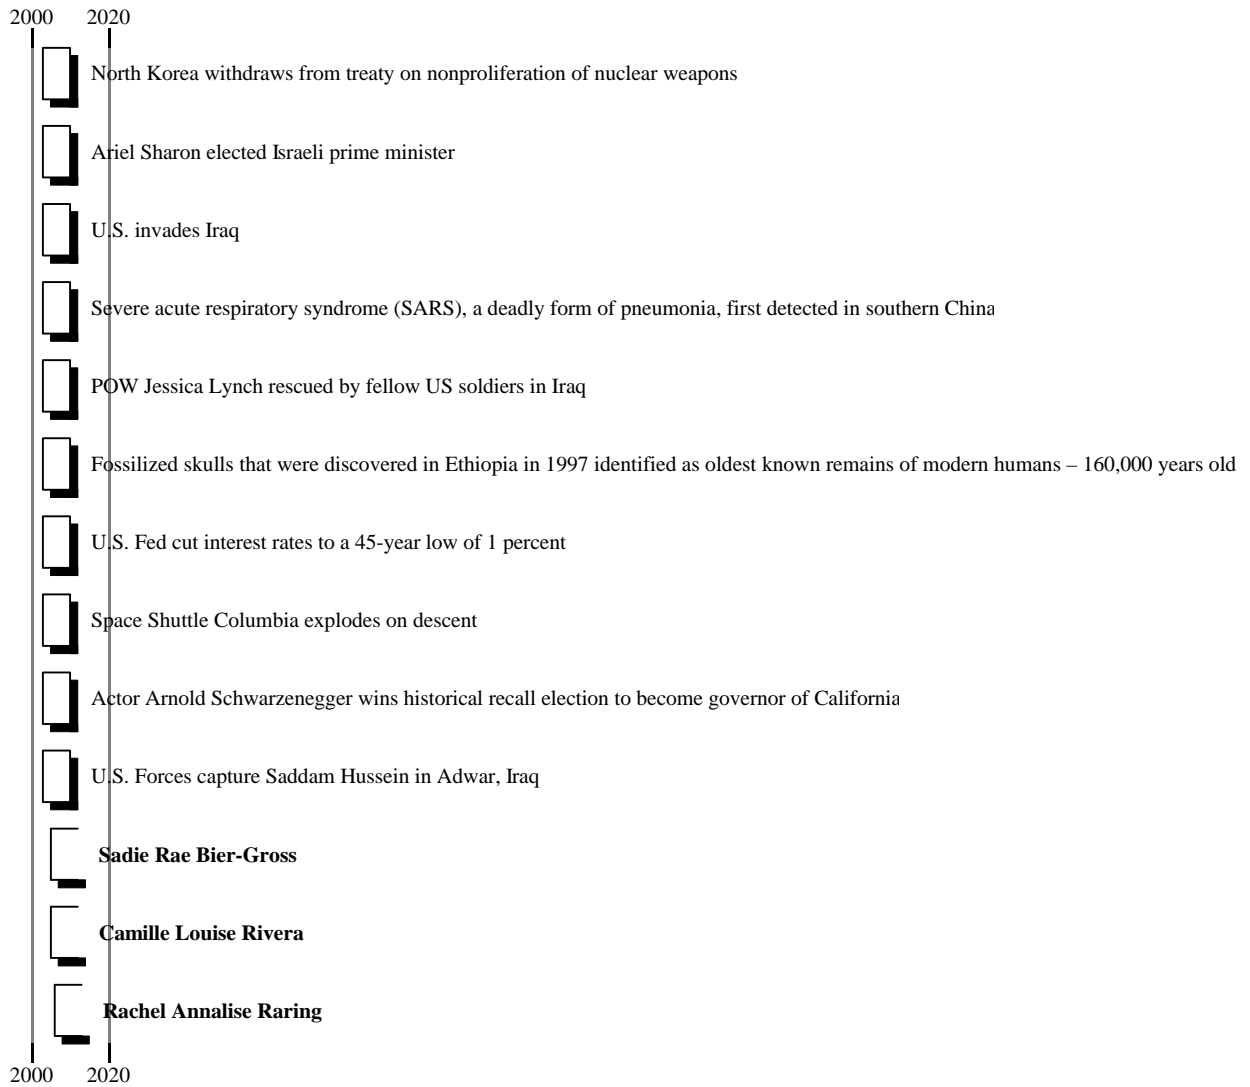 2000 2020
North Korea withdraws from treaty on nonproliferation of nuclear weapons
Ariel Sharon elected Israeli prime minister
U.S. invades Iraq
Severe acute respiratory syndrome (SARS), a deadly form of pneumonia, first detected in southern China
POW Jessica Lynch rescued by fellow US soldiers in Iraq
Fossilized skulls that were discovered in Ethiopia in 1997 identified as oldest known remains of modern humans – 160,000 years old
U.S. Fed cut interest rates to a 45-year low of 1 percent
Space Shuttle Columbia explodes on descent
Actor Arnold Schwarzenegger wins historical recall election to become governor of California
U.S. Forces capture Saddam Hussein in Adwar, Iraq
Sadie Rae Bier-Gross
Camille Louise Rivera
Rachel Annalise Raring
2000 2020